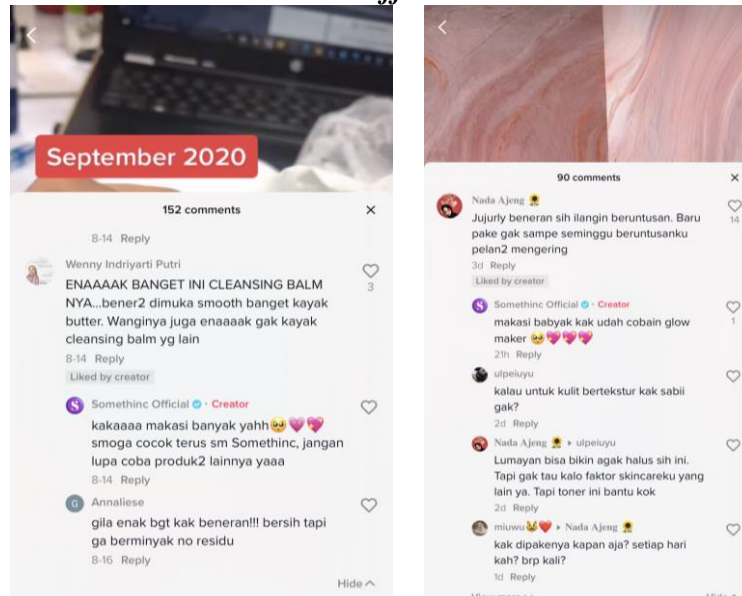 September 2020
152 comments
8-14 Reply
Wenny Indriyarti Putri
ENAAAAK BANGET INI CLEANSING BALM
NYA...bener2 dimuka smooth banget kayak
butter. Wanginya juga enaaaak gak kayak
cleansing balm yg lain
3
8-14 Reply
Liked by creator
Somethinc Official · Creator
kakaaaa makasi banyak yahh🥺💗💖
smoga cocok terus sm Somethinc, jangan
lupa coba produk2 lainnya yaaa
8-14 Reply
G
Annaliese
gila enak bgt kak beneran!!! bersih tapi
ga berminyak no residu
8-16 Reply
Hide
90 comments
Nada Ajeng 🌻
Jujurly beneran sih ilangin beruntusan. Baru
pake gak sampe seminggu beruntusanku
pelan2 mengering
14
3d Reply
Liked by creator
Somethinc Official · Creator
makasi babyak kak udah cobain glow
maker 🥺💖💖💖
1
21h Reply
ulpeiuyu
kalau untuk kulit bertekstur kak sabii
gak?
2d Reply
Nada Ajeng 🌻 ▸ ulpeiuyu
Lumayan bisa bikin agak halus sih ini.
Tapi gak tau kalo faktor skincareku yang
lain ya. Tapi toner ini bantu kok
2d Reply
miuwu😾❤️ ▸ Nada Ajeng 🌻
kak dipakenya kapan aja? setiap hari
kah? brp kali?
1d Reply